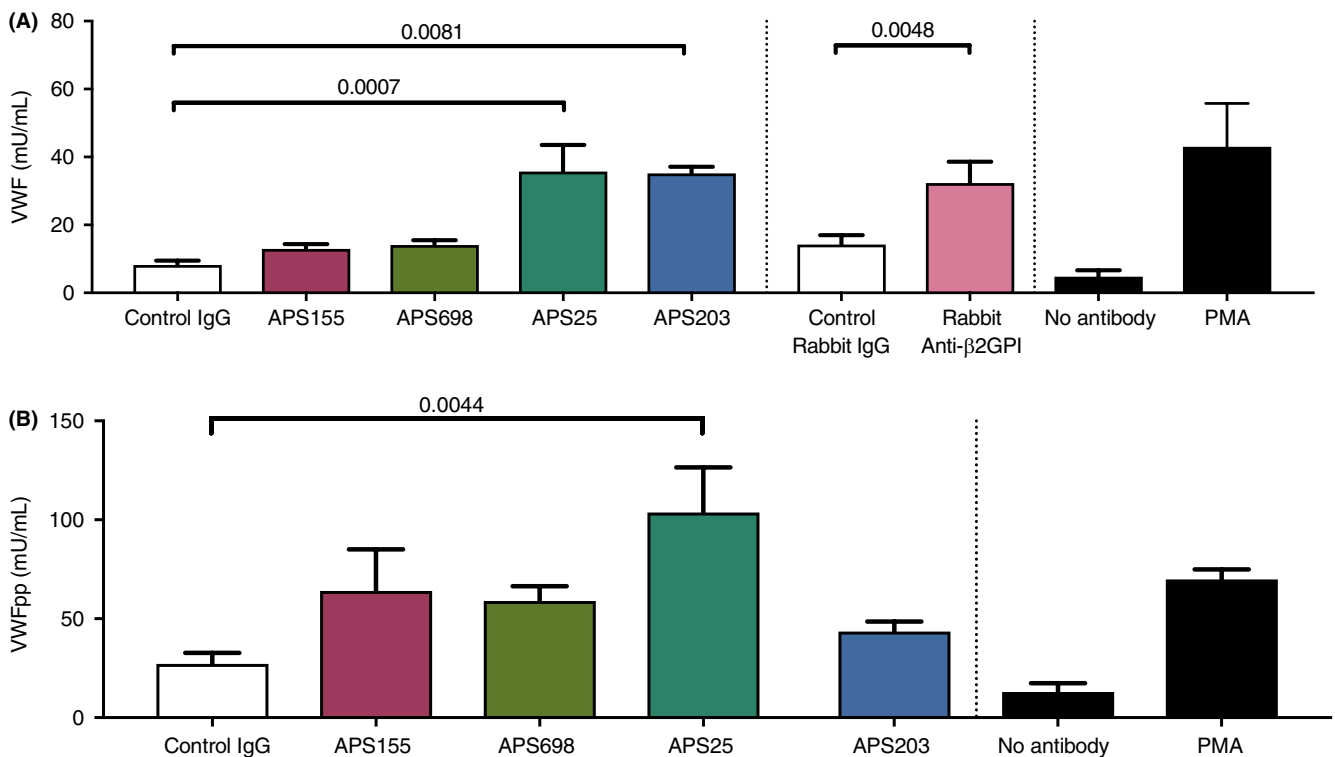 (A)
80
60
40
20
0
VWF (mU/mL)
0.0081
0.0007
0.0048
Control IgG APS155 APS698 APS25 APS203 Control Rabbit No antibody PMA
Rabbit IgG Anti-β2GPI
(B)
150
100
50
0
VWFpp (mU/mL)
0.0044
Control IgG APS155 APS698 APS25 APS203 No antibody PMA